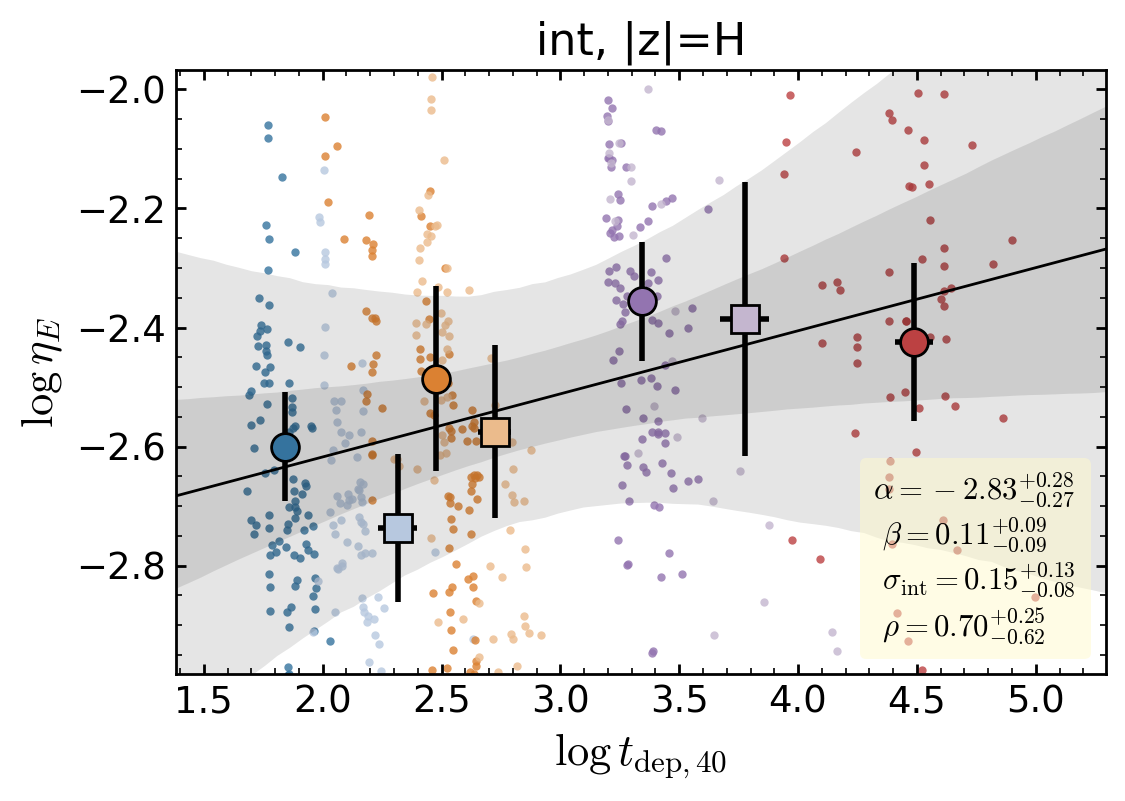 int, |z|=H
log η_E
−2.0
−2.2
−2.4
−2.6
−2.8
α = −2.83^{+0.28}_{−0.27}
β = 0.11^{+0.09}_{−0.09}
σ_int = 0.15^{+0.13}_{−0.08}
ρ = 0.70^{+0.25}_{−0.62}
1.5 2.0 2.5 3.0 3.5 4.0 4.5 5.0
log t_{dep, 40}